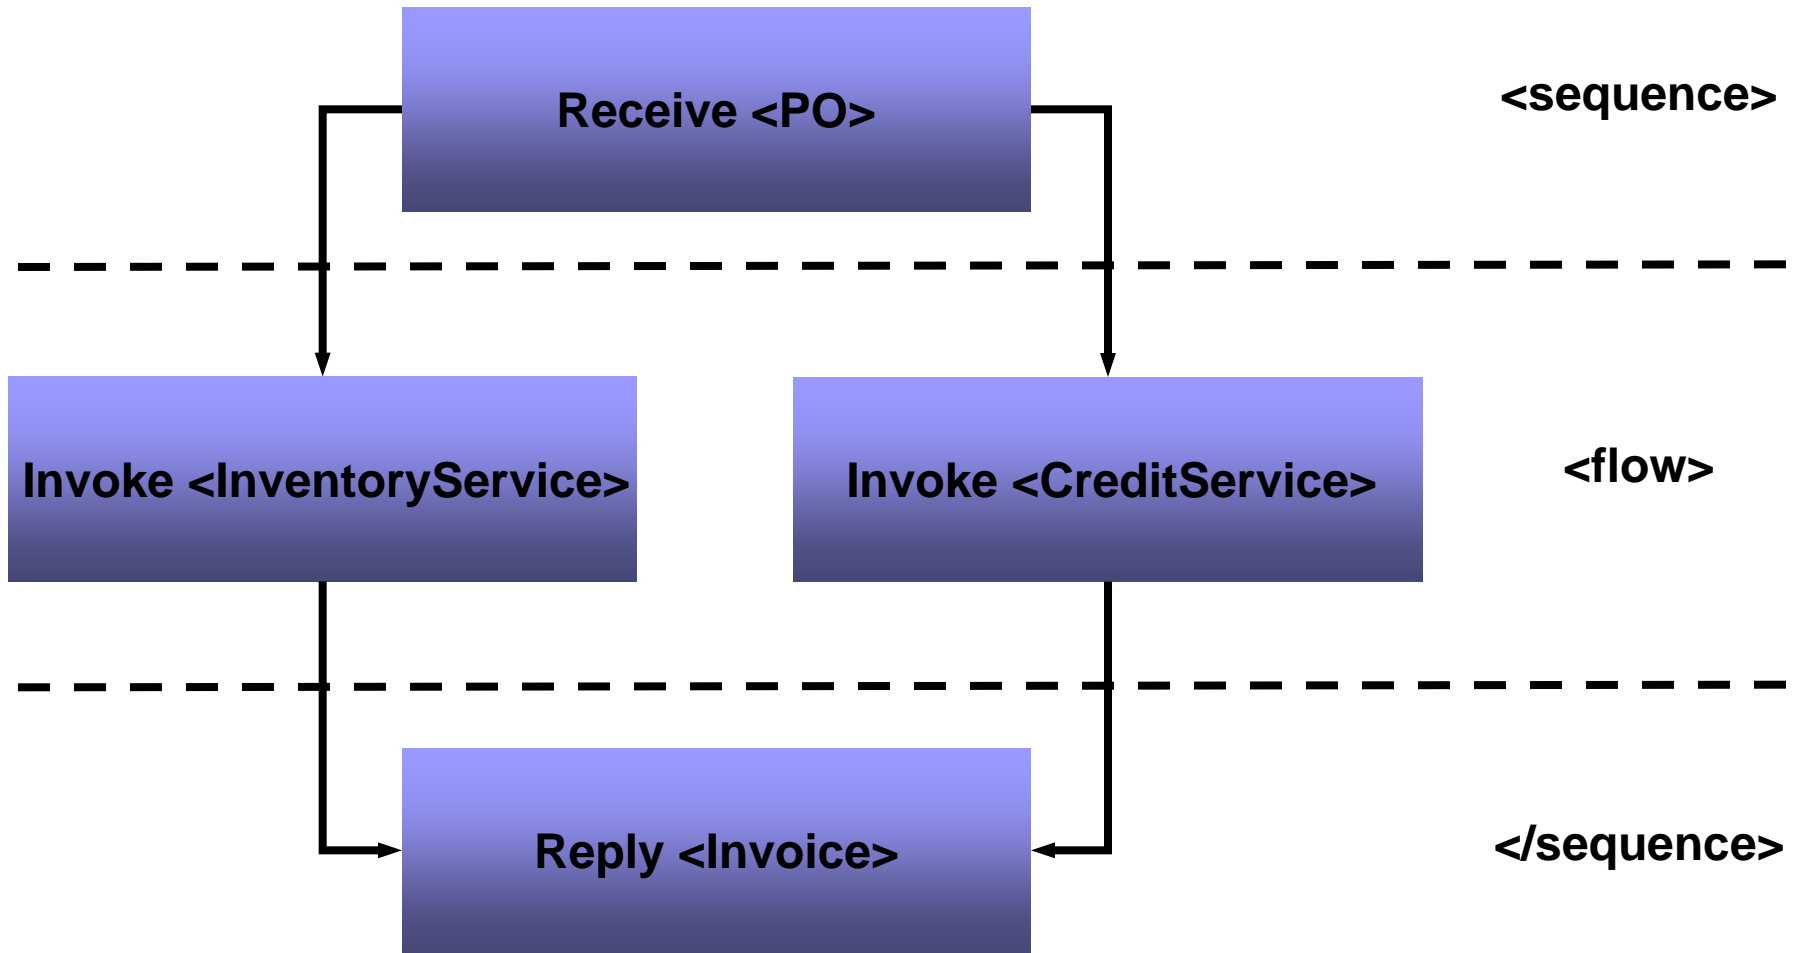 Receive <PO>
<sequence>
Invoke <InventoryService>
Invoke <CreditService>
<flow>
Reply <Invoice>
</sequence>